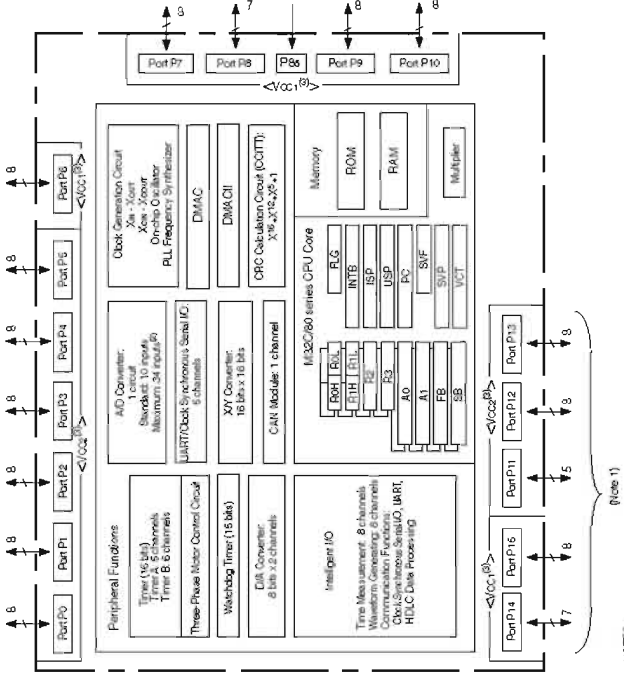 8
7
8
8
Port P7
Port P8
P85
Port P9
Port P10
<VCC1(3)>
8
8
8
8
8
8
8
Port P0
Port P1
Port P2
Port P3
Port P4
Port P5
Port P6
<VCC2(3)>
<VCC1(3)>
Peripheral Functions
Timer (16 bits)
Timer A: 5 channels
Timer B: 6 channels
Three-Phase Motor Control Circuit
Watchdog Timer (15 bits)
D/A Converter:
8 bits x 2 channels
A/D Converter:
1 circuit
Standard: 10 inputs
Maximum: 34 inputs(2)
UART/Clock Synchronous Serial I/O:
5 channels
X/Y Converter:
16 bits x 16 bits
CAN Module: 1 channel
Clock Generation Circuit
XIN - XOUT
XCIN - XCOUT
On-chip Oscillator
PLL Frequency Synthesizer
DMAC
DMACII
CRC Calculation Circuit (CCITT):
X16+X12+X5+1
Intelligent I/O
Time Measurement: 8 channels
Waveform Generating: 8 channels
Communication Functions:
Clock Synchronous Serial I/O, UART,
HDLC Data Processing
M32C/80 series CPU Core
R0H
R0L
R1H
R1L
R2
R3
A0
A1
FB
SB
FLG
INTB
ISP
USP
PC
SVF
SVP
VCT
Memory
ROM
RAM
Multiplier
<VCC1(3)>
<VCC2(3)>
Port P14
Port P15
Port P11
Port P12
Port P13
7
8
5
8
8
(Note 1)